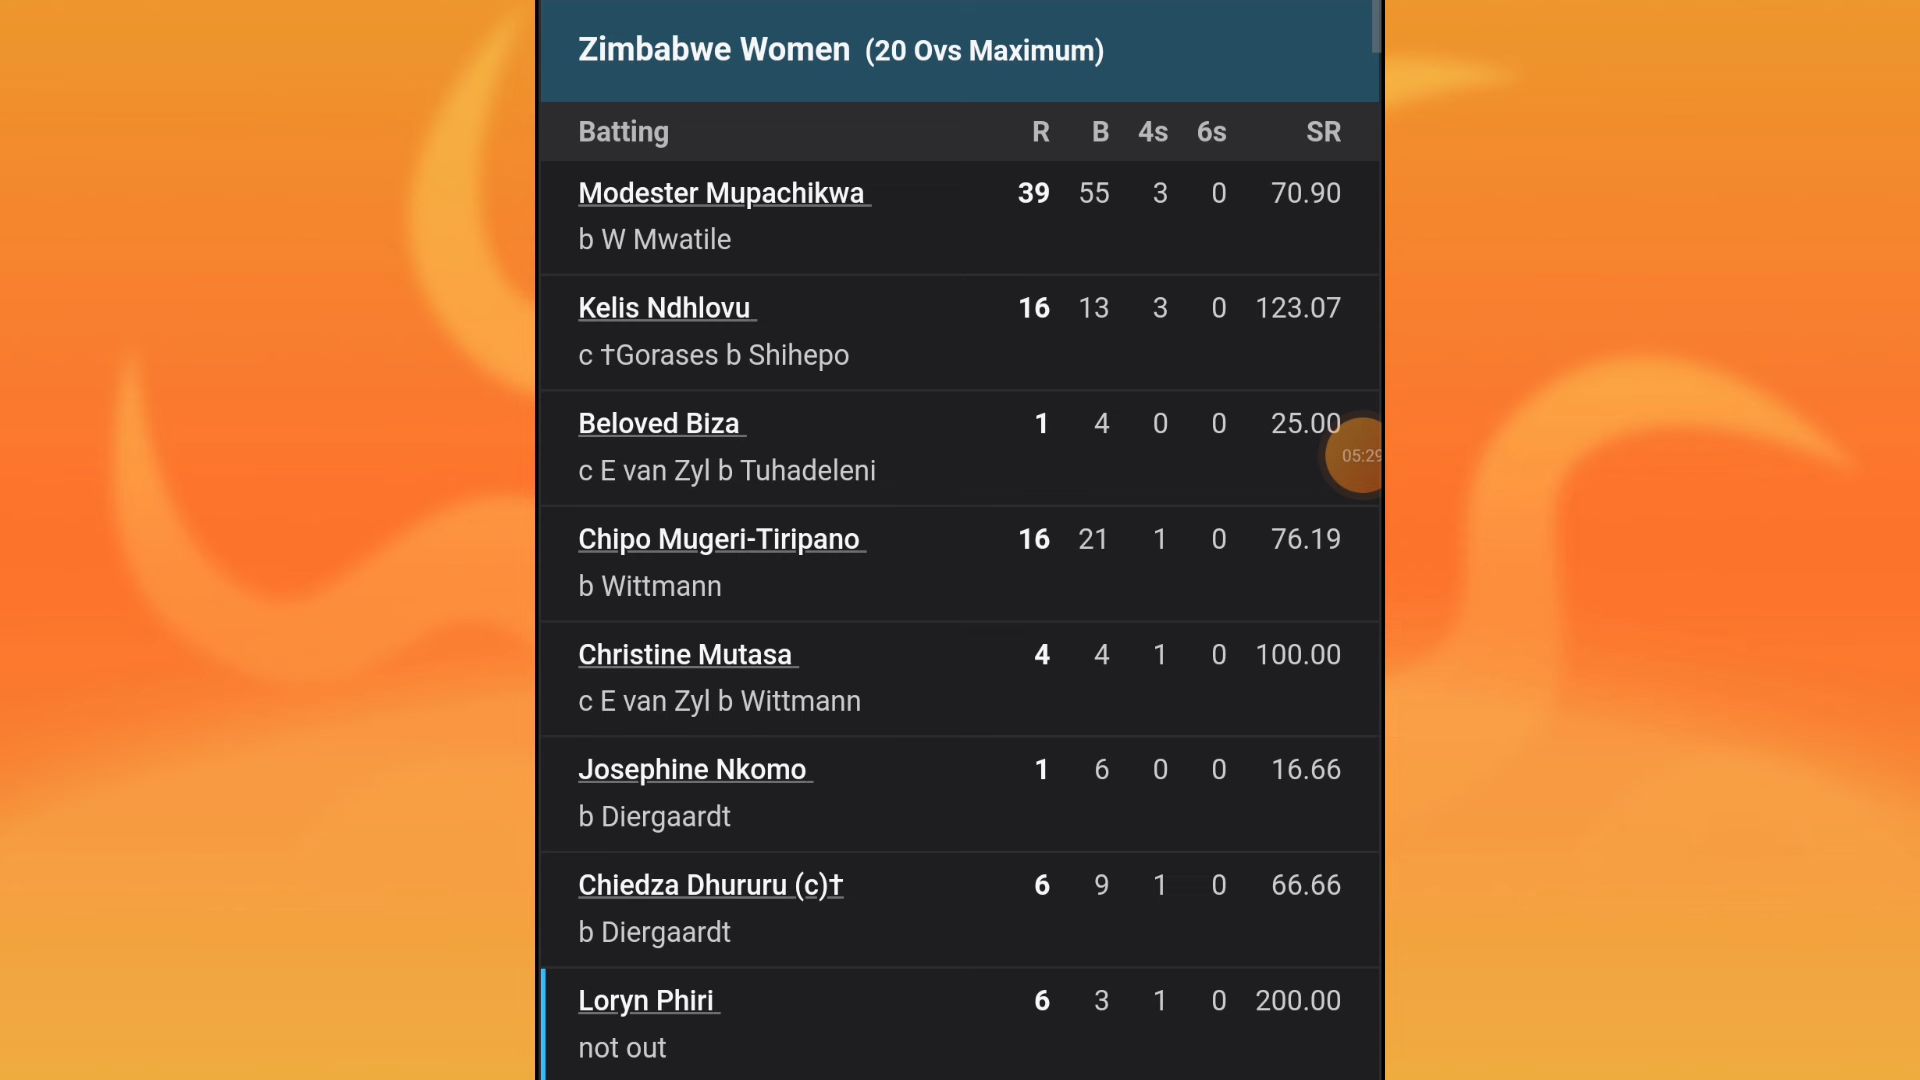 Zimbabwe Women (20 Ovs Maximum)
Batting R B 4s 6s SR
Modester Mupachikwa 39 55 3 0 70.90
b W Mwatile
Kelis Ndhlovu 16 13 3 0 123.07
c †Gorases b Shihepo
Beloved Biza 1 4 0 0 25.00
c E van Zyl b Tuhadeleni
05:29
Chipo Mugeri-Tiripano 16 21 1 0 76.19
b Wittmann
Christine Mutasa 4 4 1 0 100.00
c E van Zyl b Wittmann
Josephine Nkomo 1 6 0 0 16.66
b Diergaardt
Chiedza Dhururu (c)† 6 9 1 0 66.66
b Diergaardt
Loryn Phiri 6 3 1 0 200.00
not out